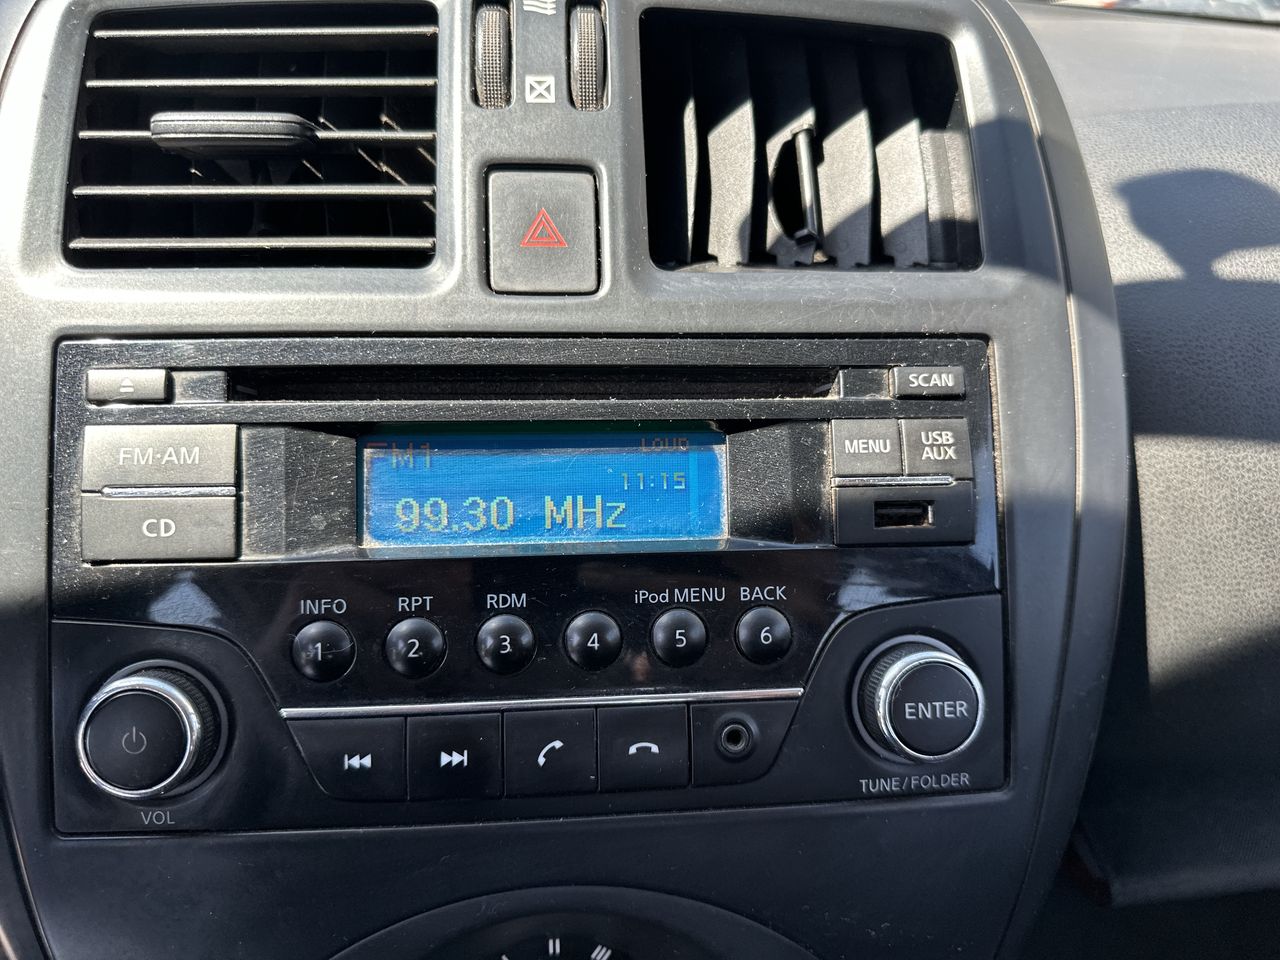 SCAN
FM·AM
MENU
USB
AUX
FM1
LOUD
11:15
99.30 MHz
CD
INFO
RPT
RDM
iPod MENU
BACK
1
2
3
4
5
6
ENTER
TUNE/FOLDER
VOL